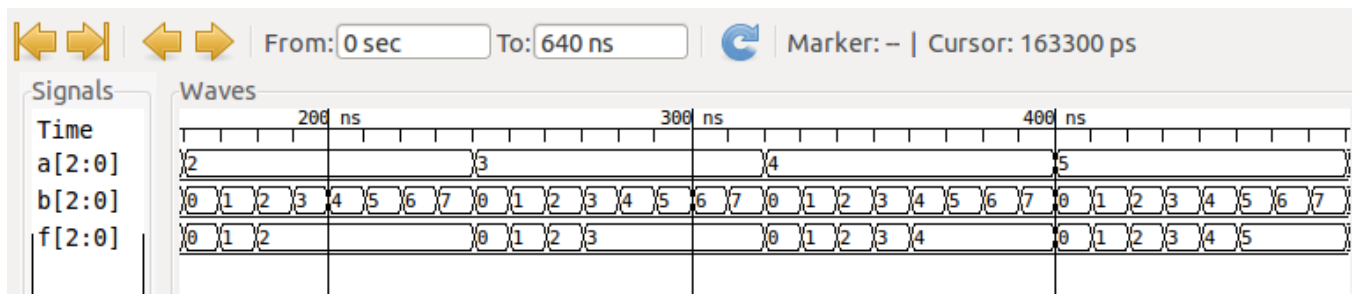 From: 0 sec To: 640 ns Marker: -- | Cursor: 163300 ps
Signals Waves
Time 200 ns 300 ns 400 ns
a[2:0] 2 3 4 5
b[2:0] 0 1 2 3 4 5 6 7 0 1 2 3 4 5 6 7 0 1 2 3 4 5 6 7 0 1 2 3 4 5 6 7
f[2:0] 0 1 2 0 1 2 3 0 1 2 3 4 0 1 2 3 4 5